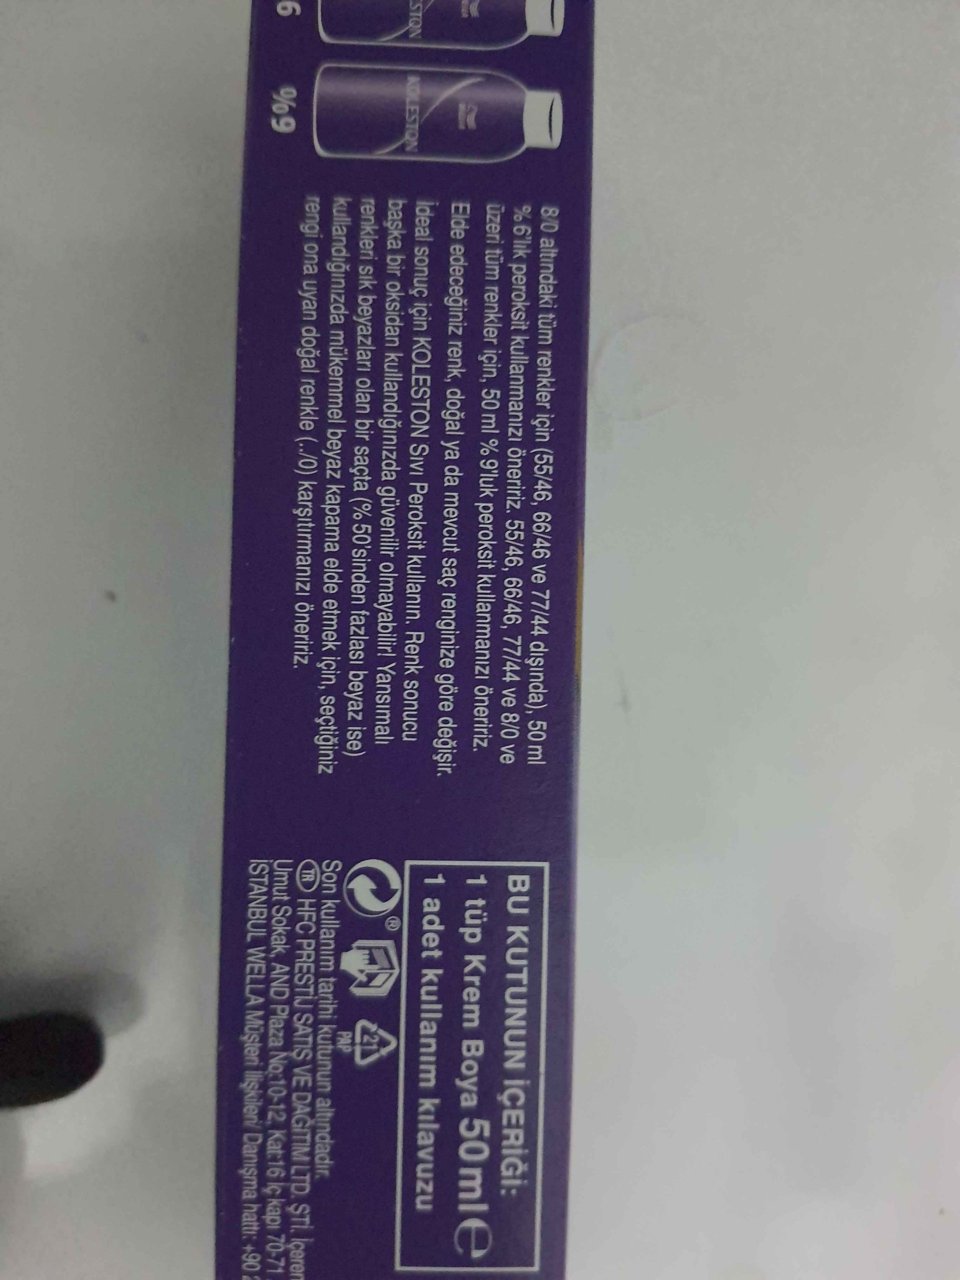 KOLESTON
%9
8/0 altındaki tüm renkler için (55/46, 66/46 ve 77/44 dışında), 50 ml
%6'lık peroksit kullanmanızı öneririz. 55/46, 66/46, 77/44 ve 8/0 ve
üzeri tüm renkler için, 50 ml %9'luk peroksit kullanmanızı öneririz.
Elde edeceğiniz renk, doğal ya da mevcut saç renginize göre değişir.
İdeal sonuç için KOLESTON Sıvı Peroksit kullanın. Renk sonucu
başka bir oksidan kullandığınızda güvenilir olmayabilir! Yansımalı
renkleri sık beyazları olan bir saçta (%50'sinden fazlası beyaz ise)
kullandığınızda mükemmel beyaz kapama elde etmek için, seçtiğiniz
rengi ona uyan doğal renkle (../0) karşıtırmanızı öneririz.
BU KUTUNUN İÇERİĞİ:
1 tüp Krem Boya 50 ml e
1 adet kullanım kılavuzu
®
21
PAP
Son kullanım tarihi kutunun altındadır.
TR HFC PRESTİJ SATIŞ VE DAĞITIM LTD. ŞTİ. İçeren
Umut Sokak, AND Plaza No:10-12, Kat:16 İç kapı 70-71
İSTANBUL WELLA Müşteri İlişkileri/ Danışma hattı: +90 2